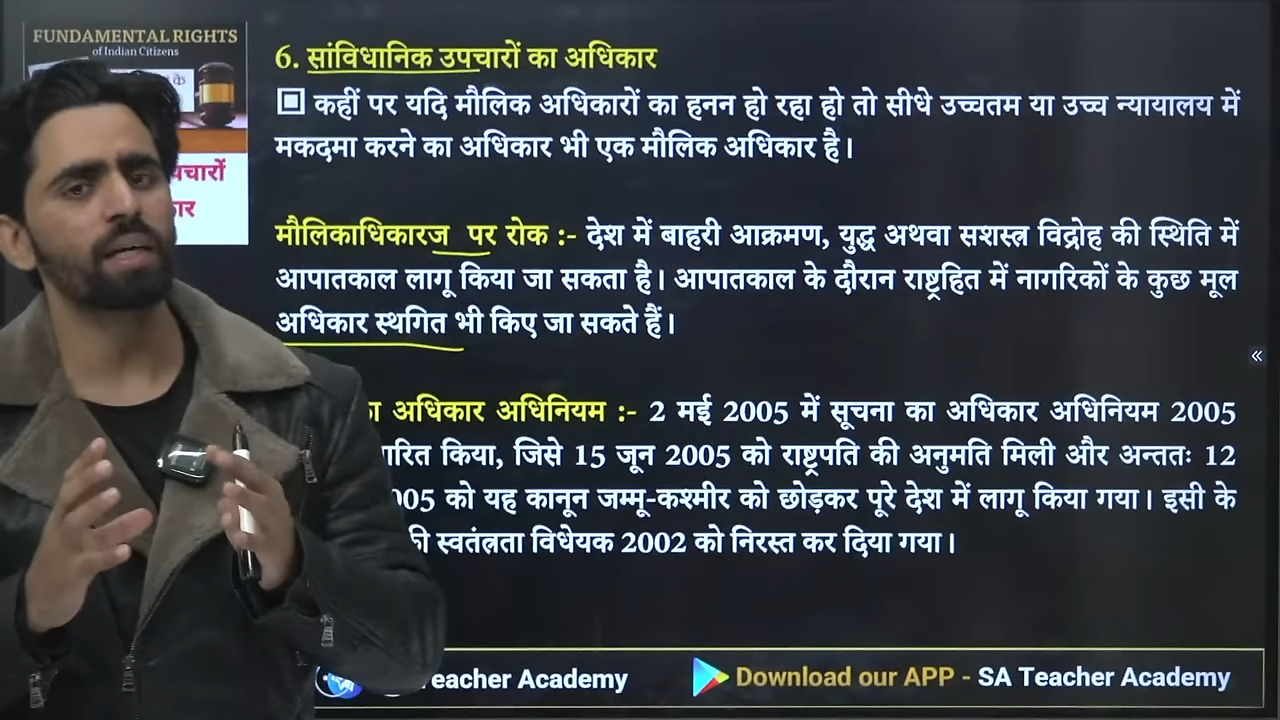 FUNDAMENTAL RIGHTS
of Indian Citizens
के
कार
6. सांविधानिक उपचारों का अधिकार
कहीं पर यदि मौलिक अधिकारों का हनन हो रहा हो तो सीधे उच्चतम या उच्च न्यायालय में
मकदमा करने का अधिकार भी एक मौलिक अधिकार है।
मौलिकाधिकारज पर रोक :- देश में बाहरी आक्रमण, युद्ध अथवा सशस्त्र विद्रोह की स्थिति में
आपातकाल लागू किया जा सकता है। आपातकाल के दौरान राष्ट्रहित में नागरिकों के कुछ मूल
अधिकार स्थगित भी किए जा सकते हैं।
का अधिकार अधिनियम :- 2 मई 2005 में सूचना का अधिकार अधिनियम 2005
किया, जिसे 15 जून 2005 को राष्ट्रपति की अनुमति मिली और अन्ततः 12
को यह कानून जम्मू-कश्मीर को छोड़कर पूरे देश में लागू किया गया। इसी के
की स्वतंत्रता विधेयक 2002 को निरस्त कर दिया गया।
«
Teacher Academy
Download our APP - SA Teacher Academy